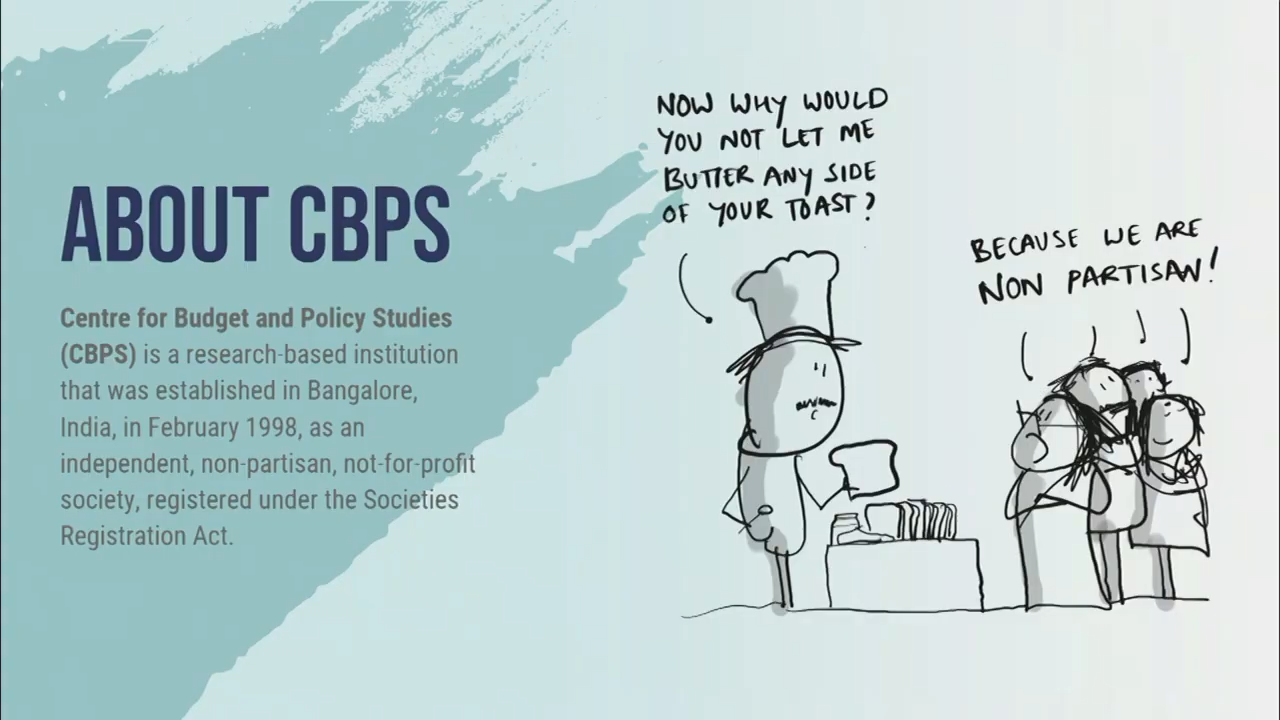 ABOUT CBPS
Centre for Budget and Policy Studies
(CBPS) is a research-based institution
that was established in Bangalore,
India, in February 1998, as an
independent, non-partisan, not-for-profit
society, registered under the Societies
Registration Act.
NOW WHY WOULD
YOU NOT LET ME
BUTTER ANY SIDE
OF YOUR TOAST?
BECAUSE WE ARE
NON PARTISAN!